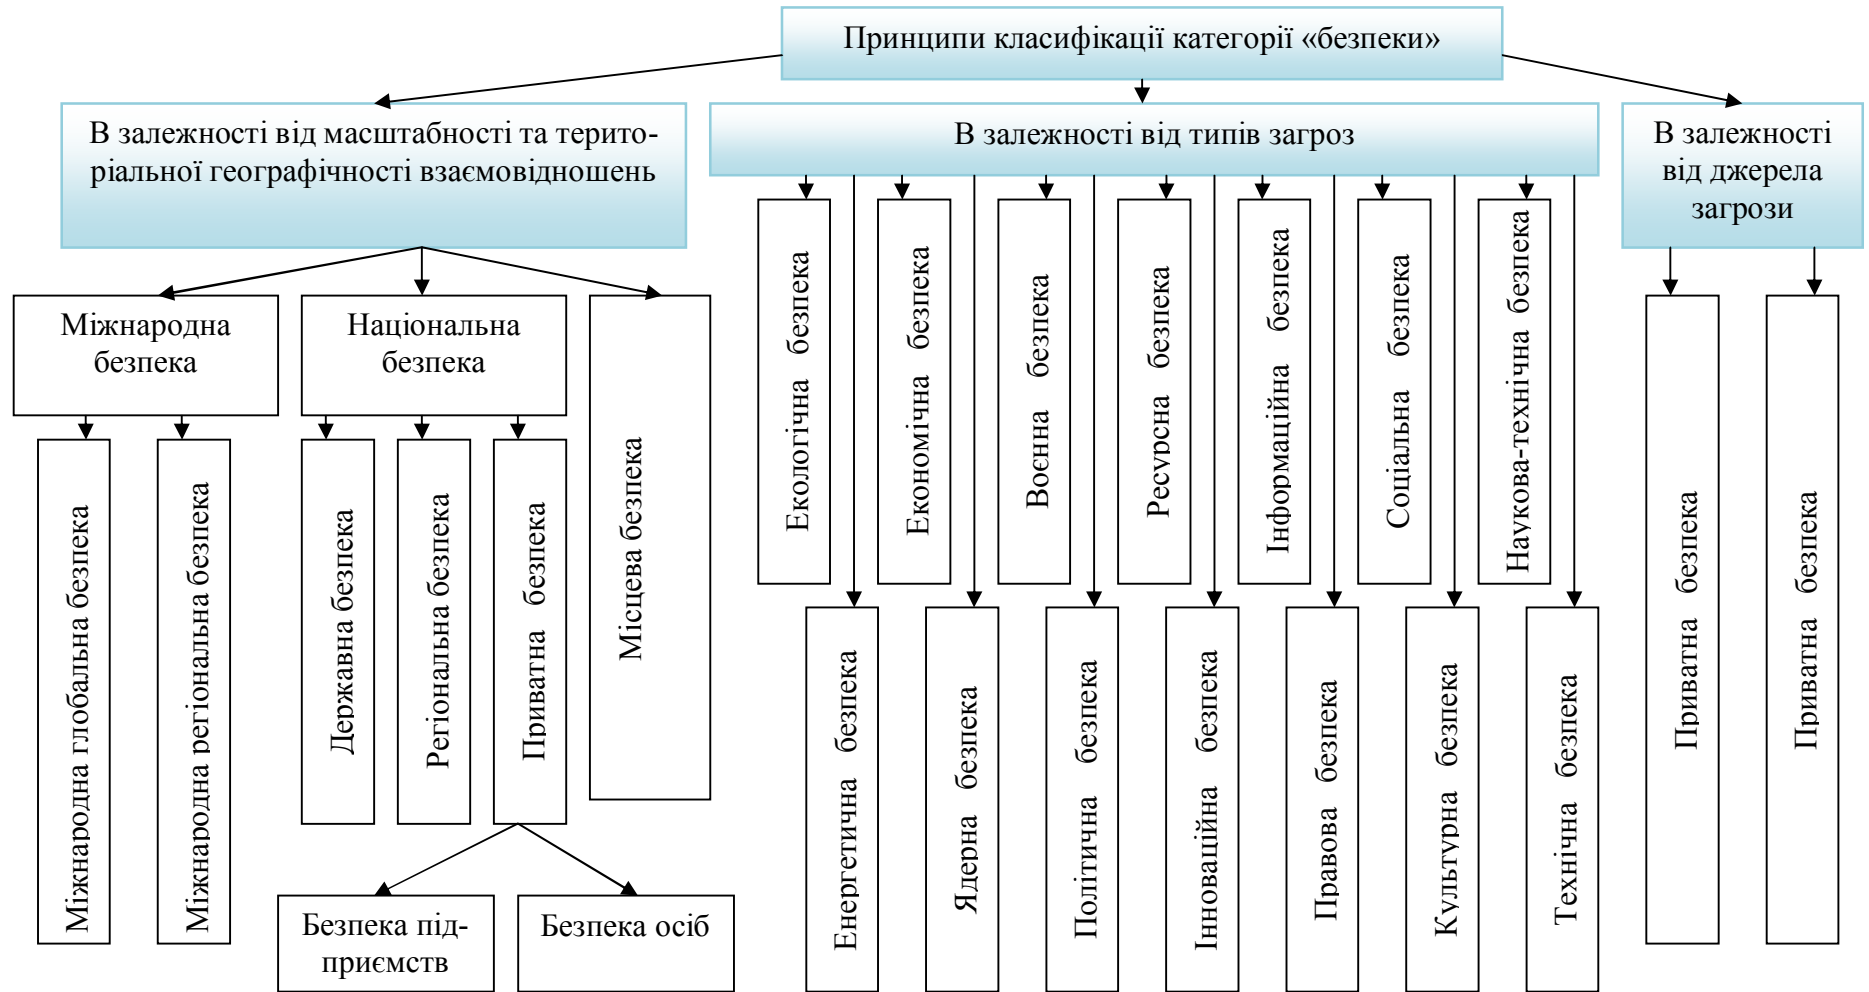 Принципи класифікації категорії «безпеки»
В залежності від масштабності та терито-
ріальної географічності взаємовідношень
В залежності від типів загроз
В залежності
від джерела
загрози
Міжнародна
безпека
Національна
безпека
Місцева безпека
Міжнародна глобальна безпека
Міжнародна регіональна безпека
Державна безпека
Регіональна безпека
Приватна безпека
Безпека під-
приємств
Безпека осіб
Екологічна безпека
Економічна безпека
Воєнна безпека
Ресурсна безпека
Інформаційна безпека
Соціальна безпека
Наукова-технічна безпека
Енергетична безпека
Ядерна безпека
Політична безпека
Інноваційна безпека
Правова безпека
Культурна безпека
Технічна безпека
Приватна безпека
Приватна безпека